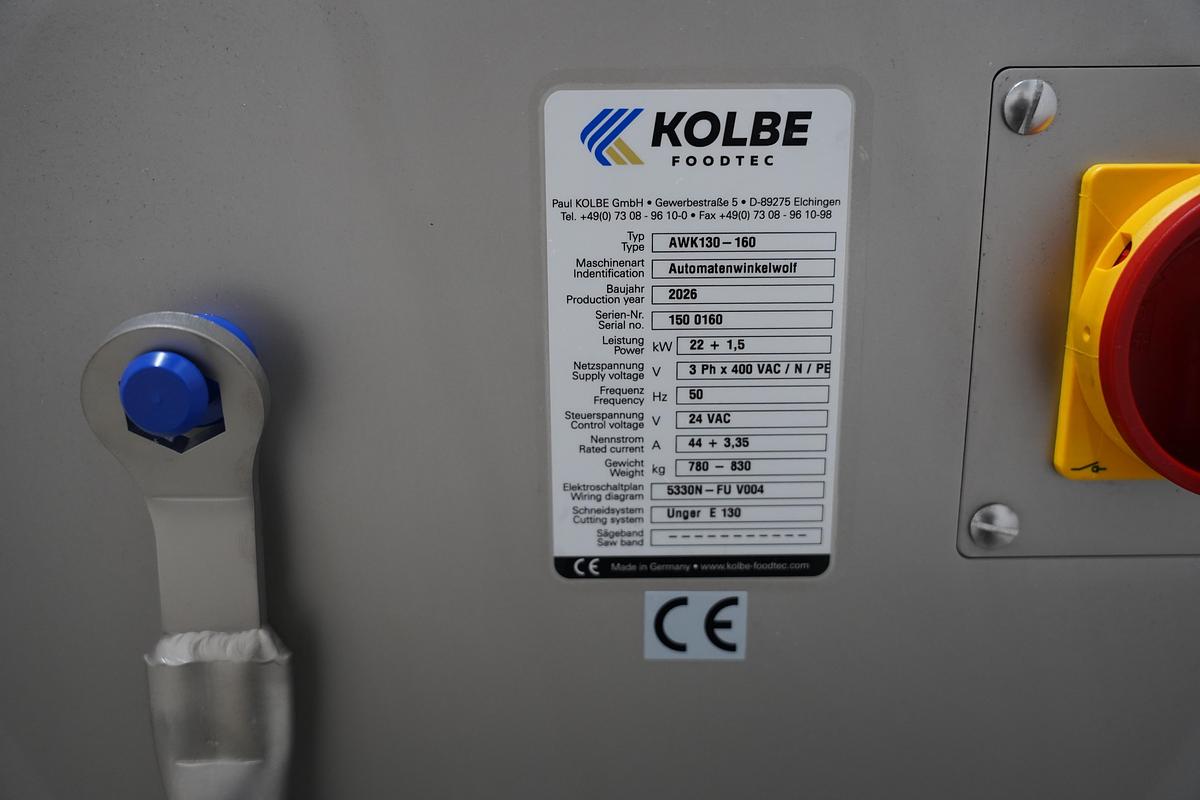 KOLBE
FOODTEC
Paul KOLBE GmbH • Gewerbestraße 5 • D-89275 Elchingen
Tel. +49(0) 73 08 - 96 10-0 • Fax +49(0) 73 08 - 96 10-98
Typ
Type AWK130-160
Maschinenart
Indentification Automatenwinkelwolf
Baujahr
Production year 2026
Serien-Nr.
Serial no. 150 0160
Leistung
Power kW 22 + 1,5
Netzspannung
Supply voltage V 3 Ph x 400 VAC / N / PE
Frequenz
Frequency Hz 50
Steuerspannung
Control voltage V 24 VAC
Nennstrom
Rated current A 44 + 3,35
Gewicht
Weight kg 780 - 830
Elektroschaltplan
Wiring diagram 5330N-FU V004
Schneidsystem
Cutting system Unger E 130
Sägeband
Saw band - - - - - - - - - - -
CE Made in Germany • www.kolbe-foodtec.com
CE